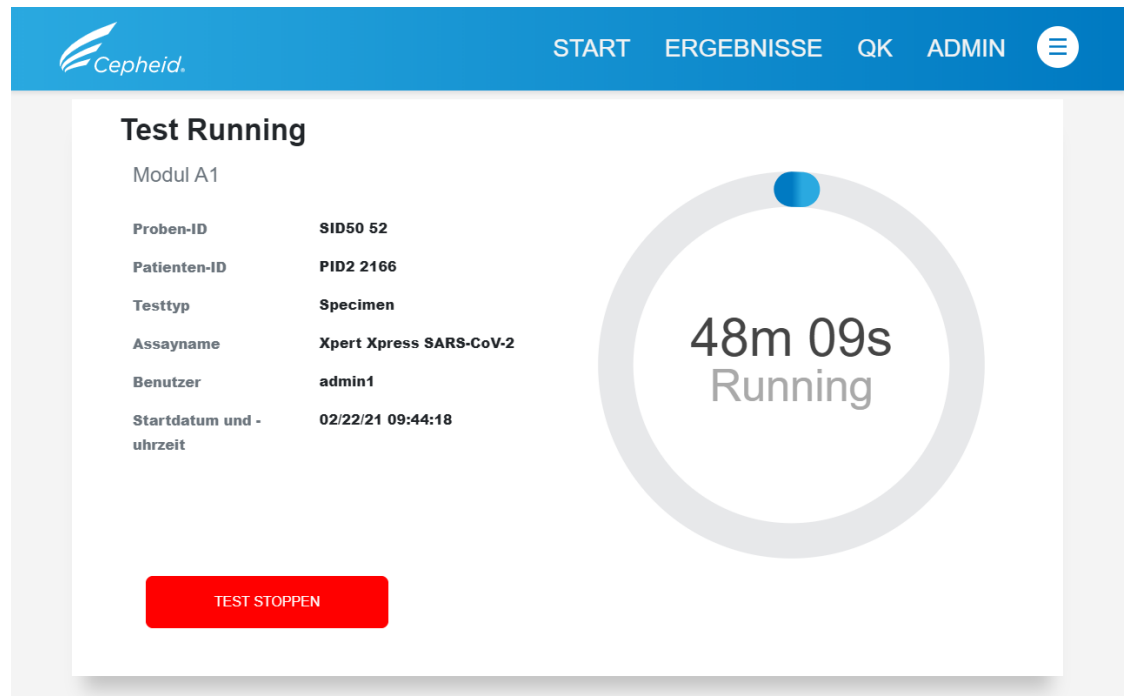 Cepheid.
START ERGEBNISSE QK ADMIN
Test Running
Modul A1
Proben-ID SID50 52
Patienten-ID PID2 2166
Testtyp Specimen
Assayname Xpert Xpress SARS-CoV-2
Benutzer admin1
Startdatum und - 02/22/21 09:44:18
uhrzeit
48m 09s
Running
TEST STOPPEN